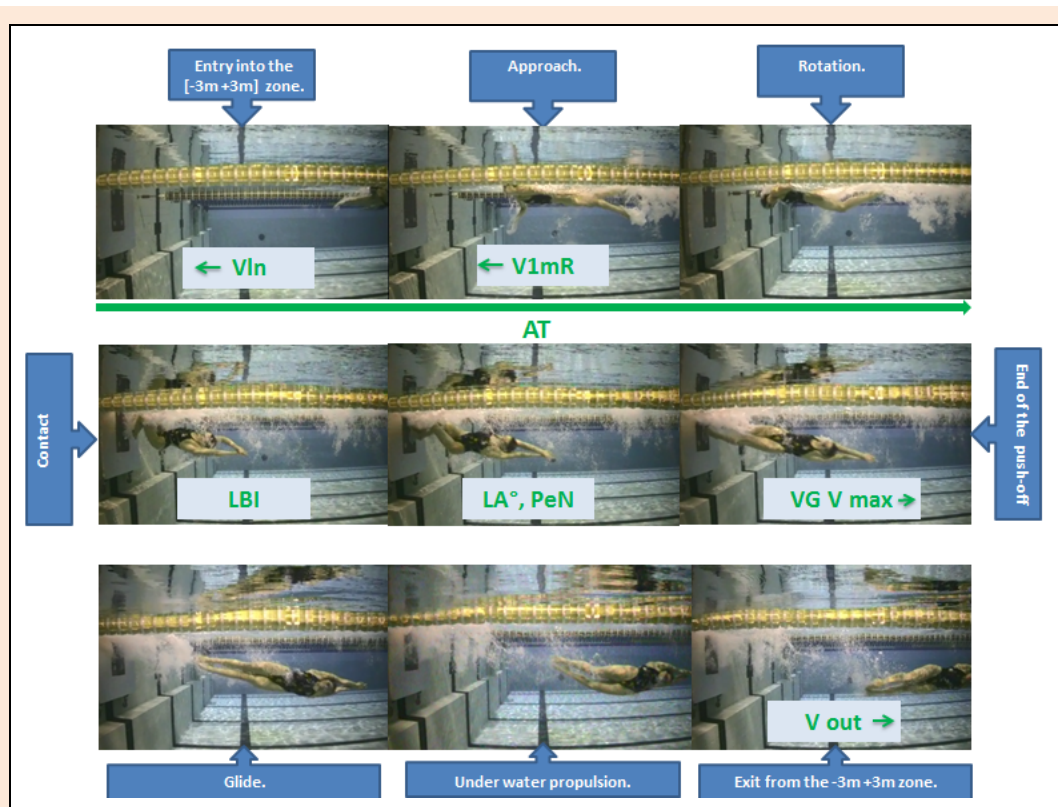 Entry into the
[-3m +3m] zone.
Approach.
Rotation.
← Vln
← V1mR
AT
Contact
LBI
LA°, PeN
VG V max →
End of the
push-off
V out →
Glide.
Under water propulsion.
Exit from the -3m +3m zone.